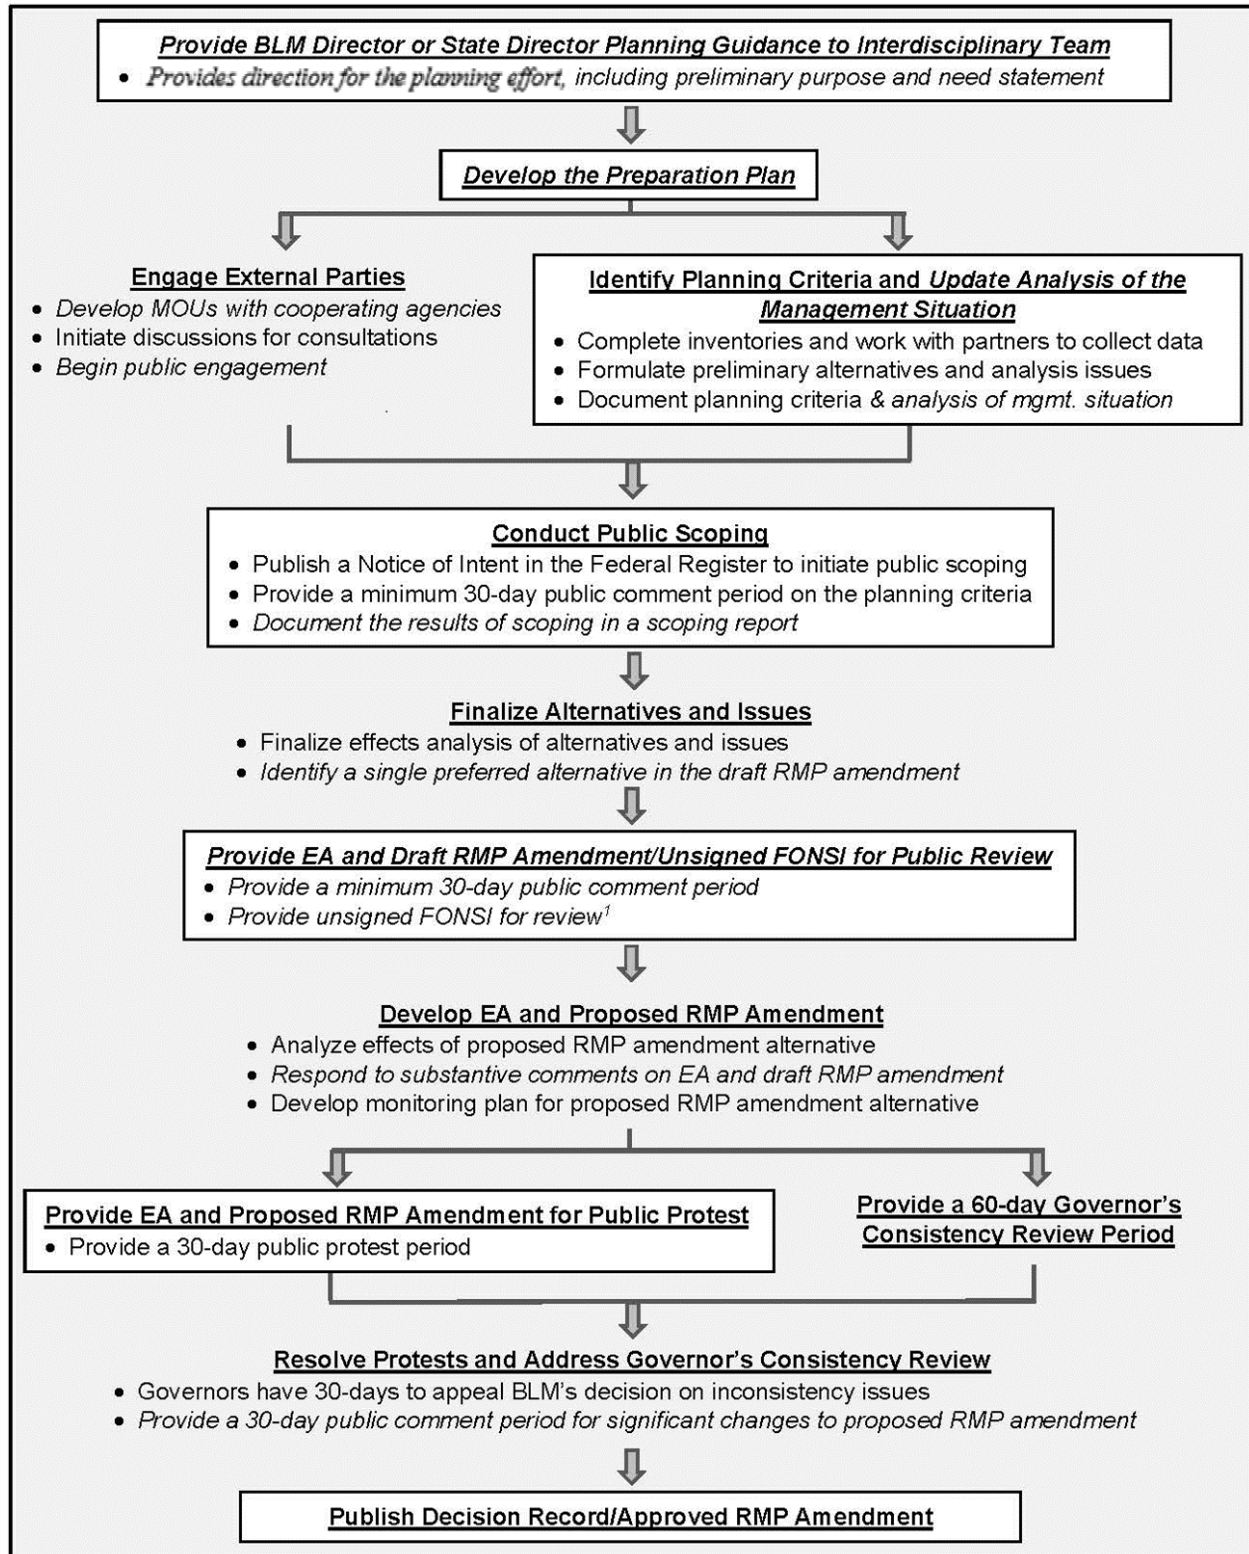 Provide BLM Director or State Director Planning Guidance to Interdisciplinary Team
• Provides direction for the planning effort, including preliminary purpose and need statement
Develop the Preparation Plan
Engage External Parties
• Develop MOUs with cooperating agencies
• Initiate discussions for consultations
• Begin public engagement
Identify Planning Criteria and Update Analysis of the
Management Situation
• Complete inventories and work with partners to collect data
• Formulate preliminary alternatives and analysis issues
• Document planning criteria & analysis of mgmt. situation
Conduct Public Scoping
• Publish a Notice of Intent in the Federal Register to initiate public scoping
• Provide a minimum 30-day public comment period on the planning criteria
• Document the results of scoping in a scoping report
Finalize Alternatives and Issues
• Finalize effects analysis of alternatives and issues
• Identify a single preferred alternative in the draft RMP amendment
Provide EA and Draft RMP Amendment/Unsigned FONSI for Public Review
• Provide a minimum 30-day public comment period
• Provide unsigned FONSI for review¹
Develop EA and Proposed RMP Amendment
• Analyze effects of proposed RMP amendment alternative
• Respond to substantive comments on EA and draft RMP amendment
• Develop monitoring plan for proposed RMP amendment alternative
Provide EA and Proposed RMP Amendment for Public Protest
• Provide a 30-day public protest period
Provide a 60-day Governor's
Consistency Review Period
Resolve Protests and Address Governor's Consistency Review
• Governors have 30-days to appeal BLM's decision on inconsistency issues
• Provide a 30-day public comment period for significant changes to proposed RMP amendment
Publish Decision Record/Approved RMP Amendment